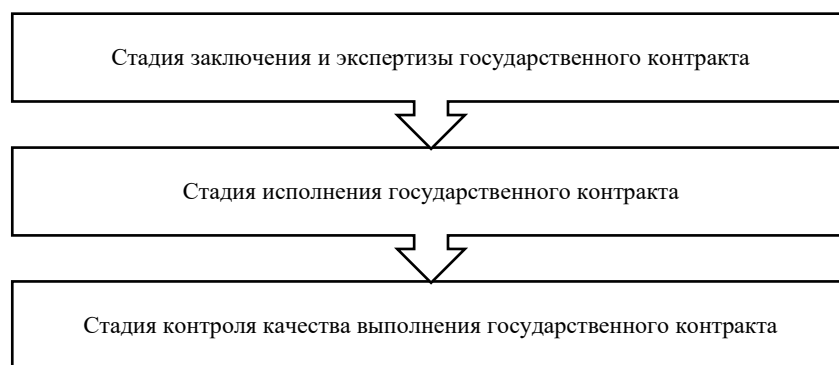 Стадия заключения и экспертизы государственного контракта
Стадия исполнения государственного контракта
Стадия контроля качества выполнения государственного контракта